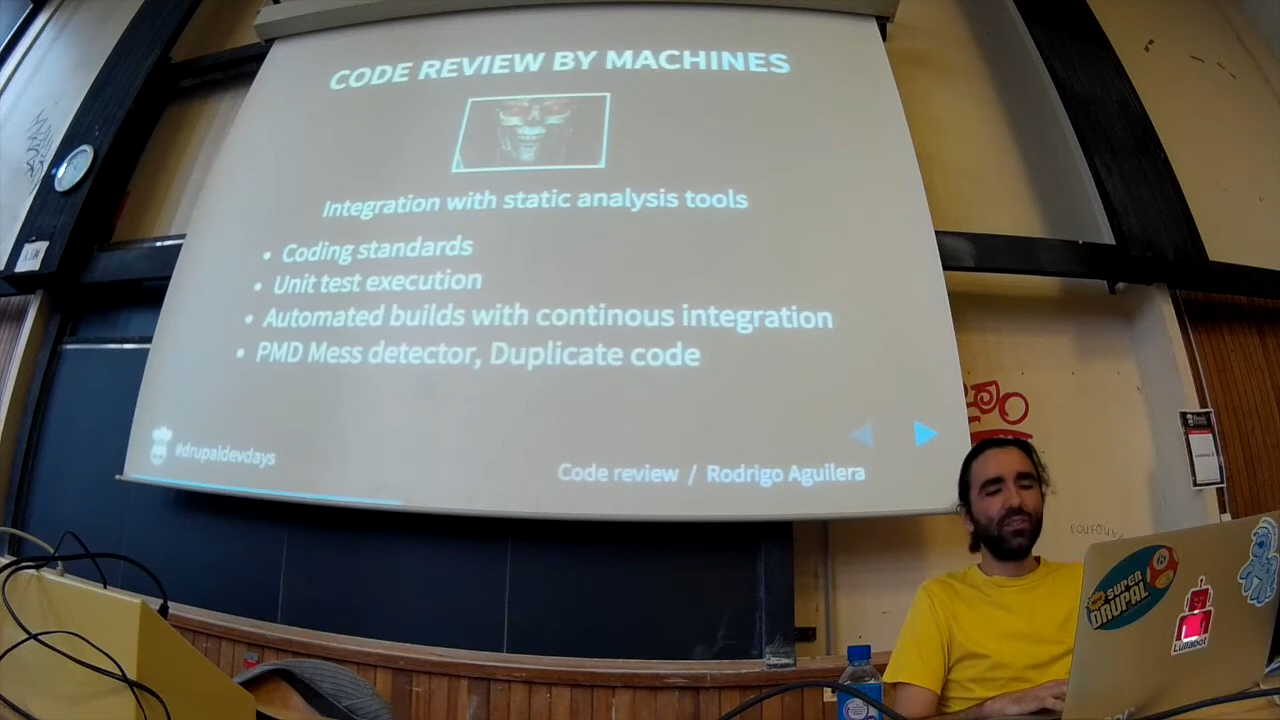 CODE REVIEW BY MACHINES
Integration with static analysis tools
• Coding standards
• Unit test execution
• Automated builds with continous integration
• PMD Mess detector, Duplicate code
#drupaldevdays
Code review / Rodrigo Aguilera
SUPER
DRUPAL
Lullabot